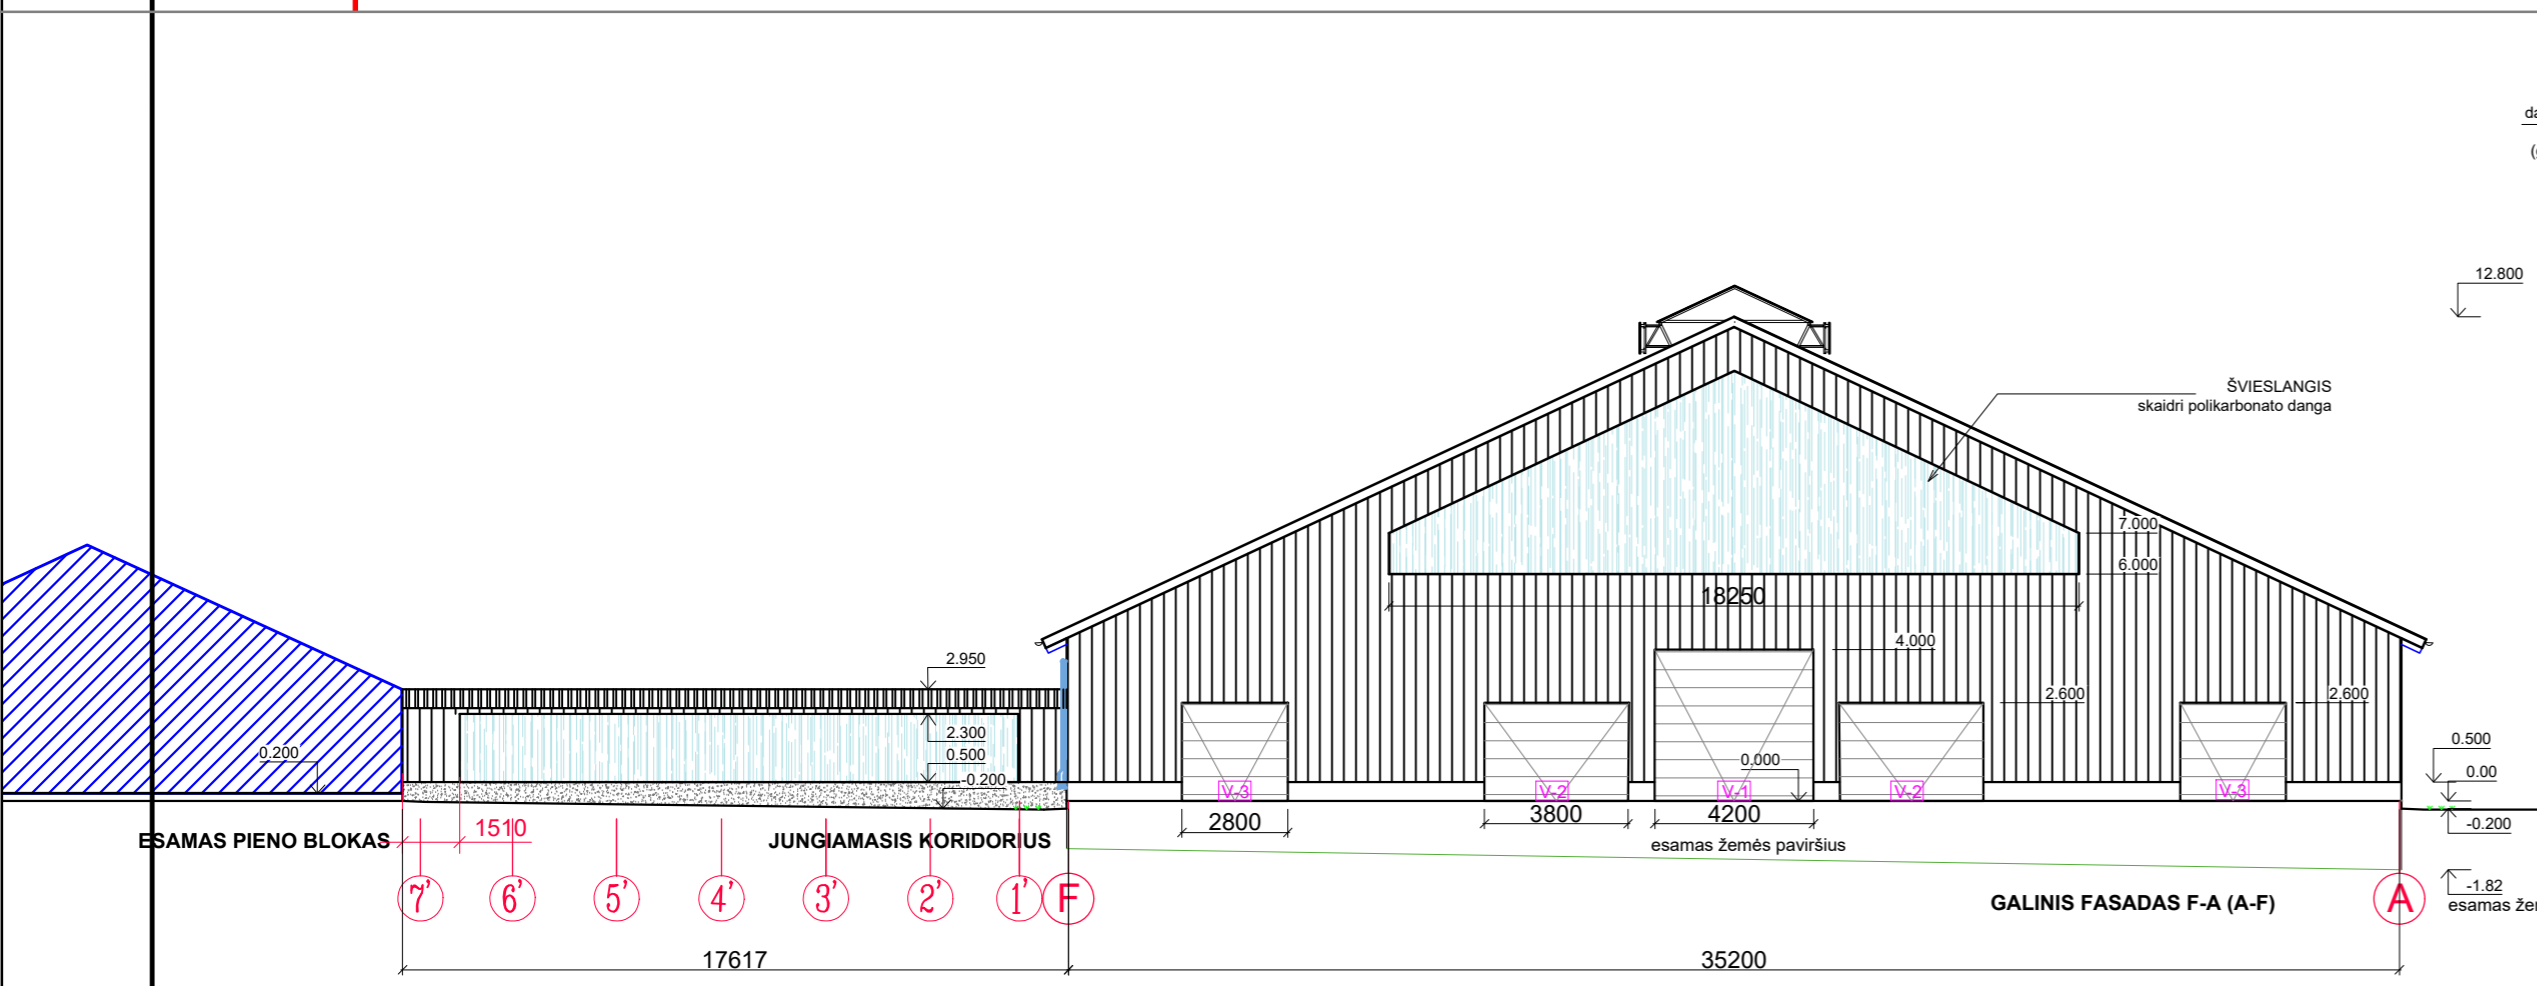 da
(
12.800
ŠVIESLANGIS
skaidri polikarbonato danga
7.000
6.000
18250
4.000
2.950
2.600
2.600
2.300
0.500
0.200
-0.200
0.000
0.500
0.00
-0.200
V-3
V-2
V-1
V-2
V-3
2800
3800
4200
1510
ESAMAS PIENO BLOKAS
JUNGIAMASIS KORIDORIUS
esamas žemės paviršius
7'
6'
5'
4'
3'
2'
1'
F
A
-1.82
esamas žem
GALINIS FASADAS F-A (A-F)
17617
35200